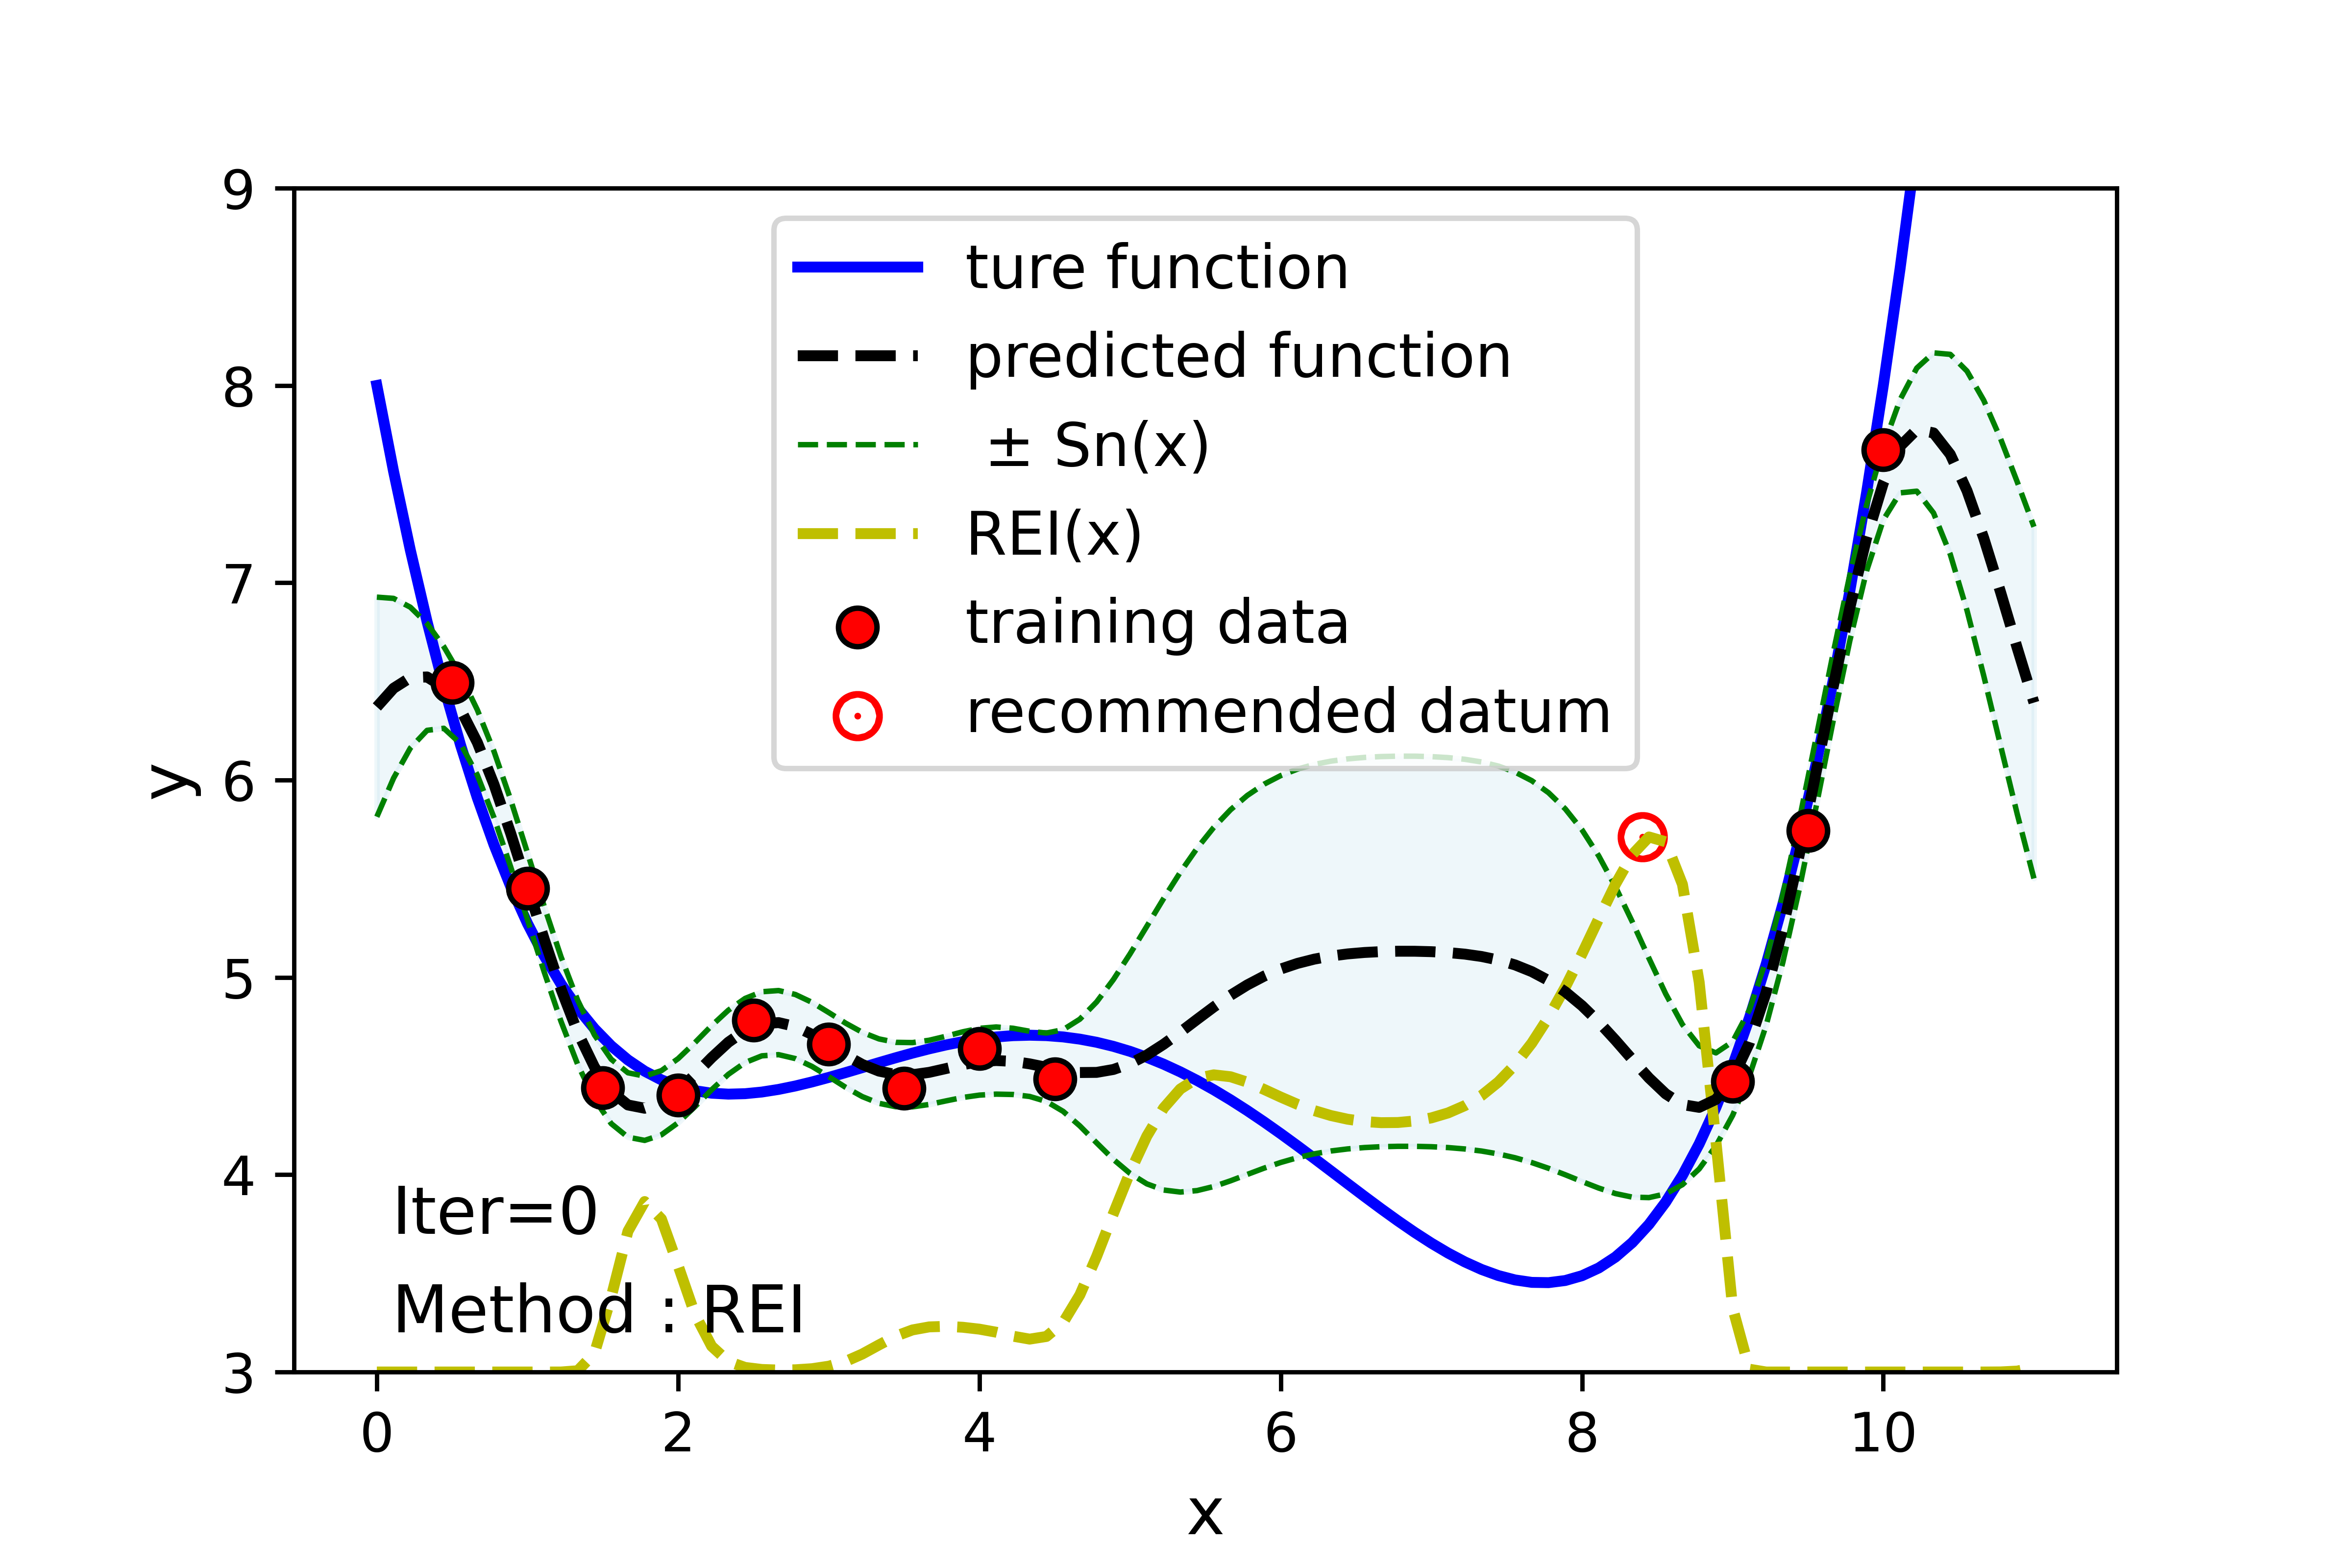 9
8
7
6
5
4
3
y
ture function
predicted function
± Sn(x)
REI(x)
training data
recommended datum
Iter=0
Method : REI
0 2 4 6 8 10
x